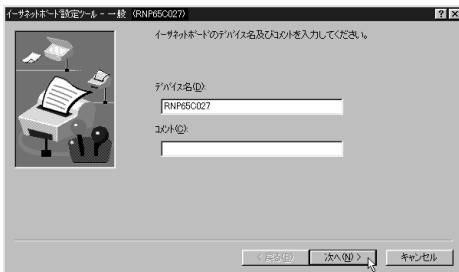 イーサネットボード設定ツール - 一般 (RNP65C027)
イーサネットボードのデバイス名及びコメントを入力してください。
デバイス名(D):
RNP65C027
コメント(C):
< 戻る(B)
次へ(N) >
キャンセル